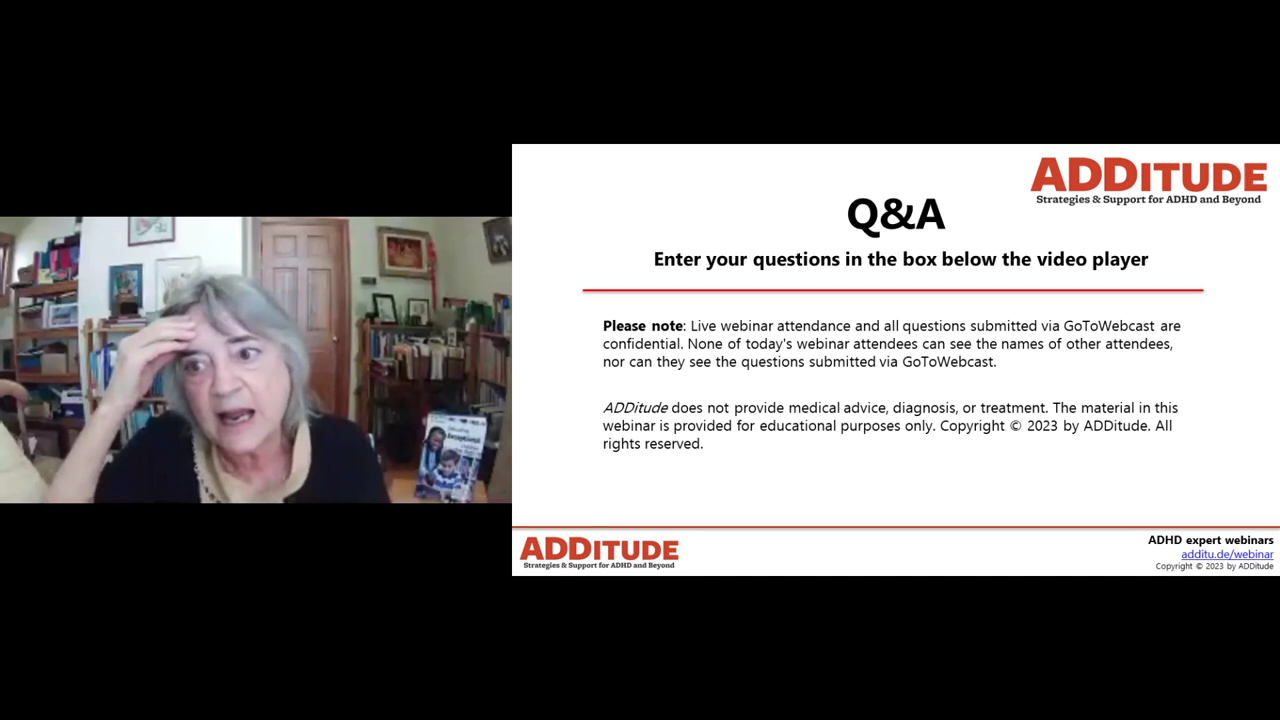 ADDITUDE
Strategies & Support for ADHD and Beyond
Q&A
Enter your questions in the box below the video player
Please note: Live webinar attendance and all questions submitted via GoToWebcast are
confidential. None of today's webinar attendees can see the names of other attendees,
nor can they see the questions submitted via GoToWebcast.
ADDitude does not provide medical advice, diagnosis, or treatment. The material in this
webinar is provided for educational purposes only. Copyright © 2023 by ADDitude. All
rights reserved.
Exceptional
ADDITUDE
Strategies & Support for ADHD and Beyond
ADHD expert webinars
additu.de/webinar
Copyright © 2023 by ADDitude